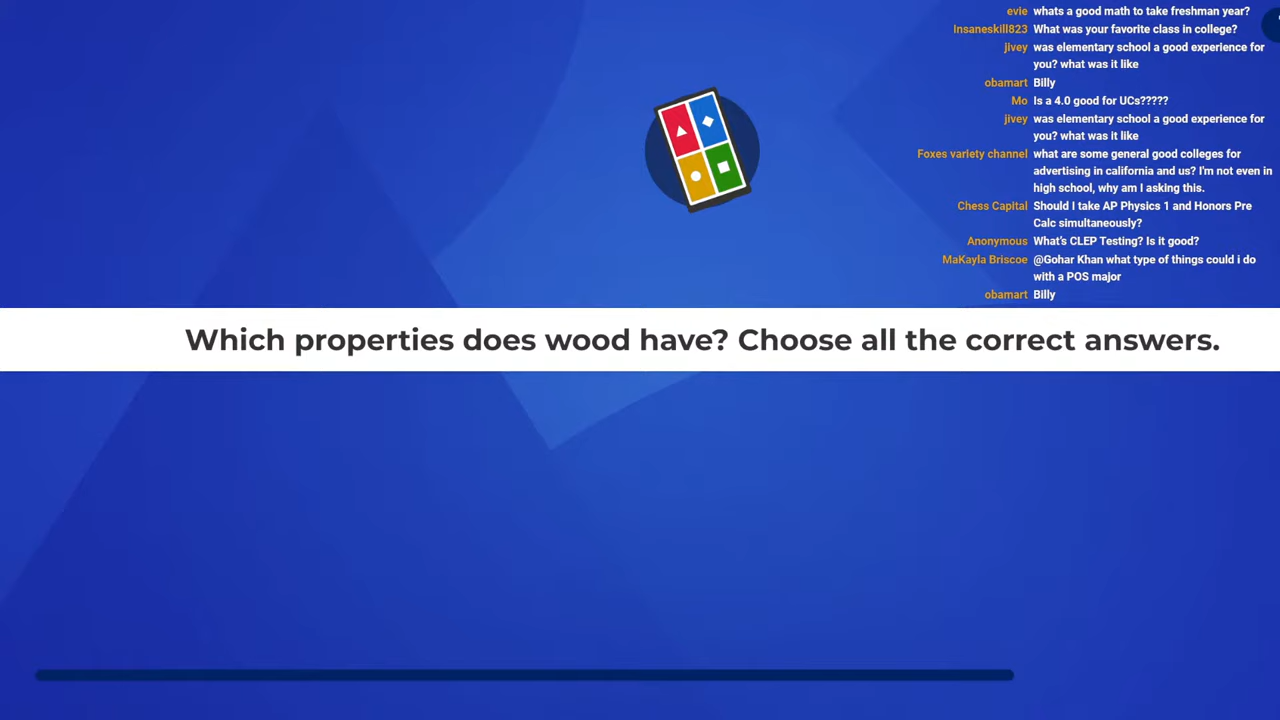 evie whats a good math to take freshman year?
Insaneskill823 What was your favorite class in college?
jivey was elementary school a good experience for
you? what was it like
obamart Billy
Mo Is a 4.0 good for UCs?????
jivey was elementary school a good experience for
you? what was it like
Foxes variety channel what are some general good colleges for
advertising in california and us? I'm not even in
high school, why am I asking this.
Chess Capital Should I take AP Physics 1 and Honors Pre
Calc simultaneously?
Anonymous What's CLEP Testing? Is it good?
MaKayla Briscoe @Gohar Khan what type of things could i do
with a POS major
obamart Billy
Which properties does wood have? Choose all the correct answers.